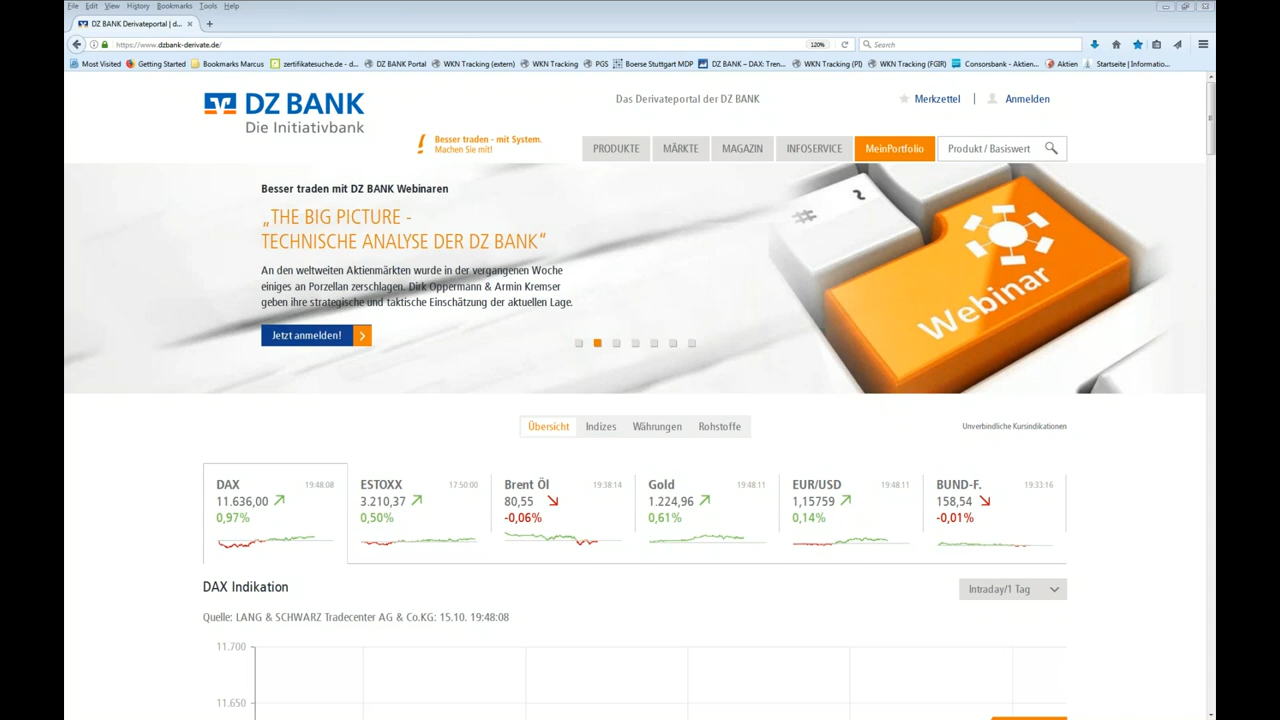 File Edit View History Bookmarks Tools Help
DZ BANK Derivateportal | d... × +
https://www.dzbank-derivate.de/ 120% Search
Most Visited Getting Started Bookmarks Marcus zertifikatesuche.de - d... DZ BANK Portal WKN Tracking (extern) WKN Tracking PGS Boerse Stuttgart MDP DZ BANK – DAX: Tren... WKN Tracking (PI) WKN Tracking (FGIR) Consorsbank - Aktien... Aktien Startseite | Informatio...
DZ BANK
Die Initiativbank
Das Derivateportal der DZ BANK
Merkzettel | Anmelden
Besser traden - mit System.
Machen Sie mit!
PRODUKTE MÄRKTE MAGAZIN INFOSERVICE MeinPortfolio Produkt / Basiswert
Besser traden mit DZ BANK Webinaren
„THE BIG PICTURE -
TECHNISCHE ANALYSE DER DZ BANK“
An den weltweiten Aktienmärkten wurde in der vergangenen Woche
einiges an Porzellan zerschlagen. Dirk Oppermann & Armin Kremser
geben ihre strategische und taktische Einschätzung der aktuellen Lage.
Jetzt anmelden!
#
Webinar
Übersicht Indizes Währungen Rohstoffe
Unverbindliche Kursindikationen
DAX 19:48:08
11.636,00
0,97%
ESTOXX 17:50:00
3.210,37
0,50%
Brent Öl 19:38:14
80,55
-0,06%
Gold 19:48:11
1.224,96
0,61%
EUR/USD 19:48:11
1,15759
0,14%
BUND-F. 19:33:16
158,54
-0,01%
DAX Indikation
Intraday/1 Tag
Quelle: LANG & SCHWARZ Tradecenter AG & Co.KG: 15.10. 19:48:08
11.700
11.650